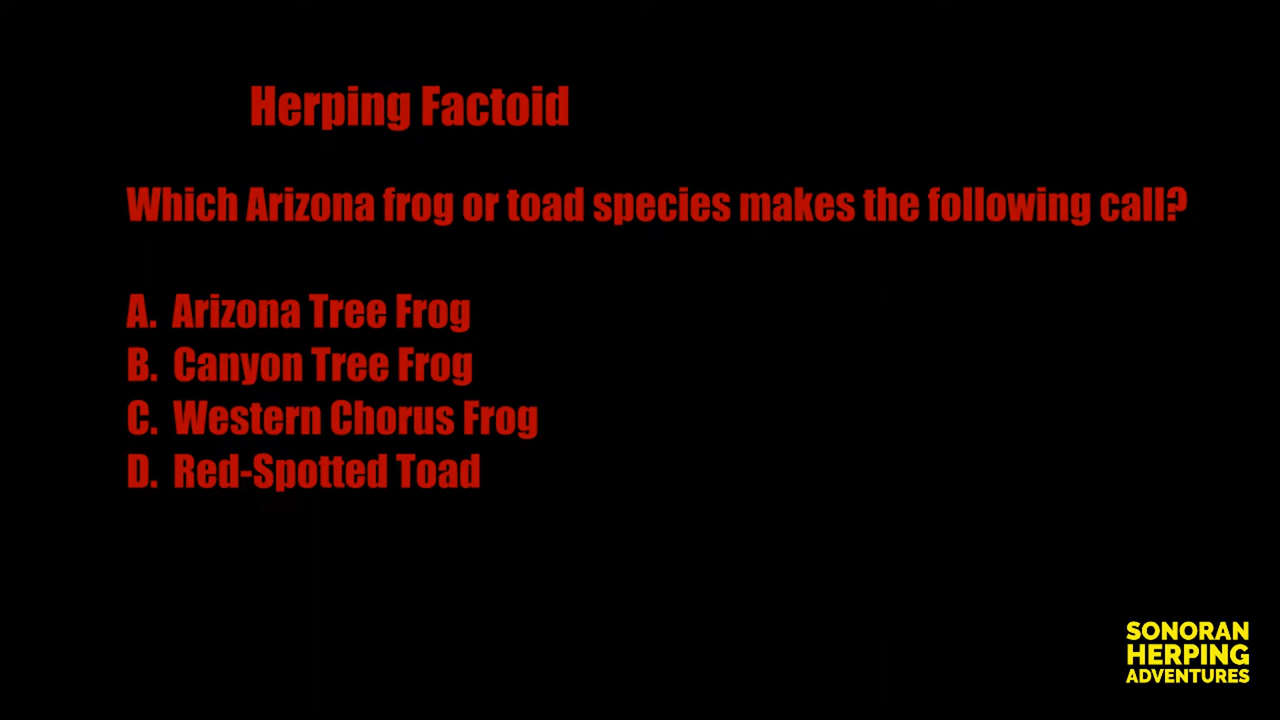 Herping Factoid
Which Arizona frog or toad species makes the following call?
A. Arizona Tree Frog
B. Canyon Tree Frog
C. Western Chorus Frog
D. Red-Spotted Toad
SONORAN
HERPING
ADVENTURES